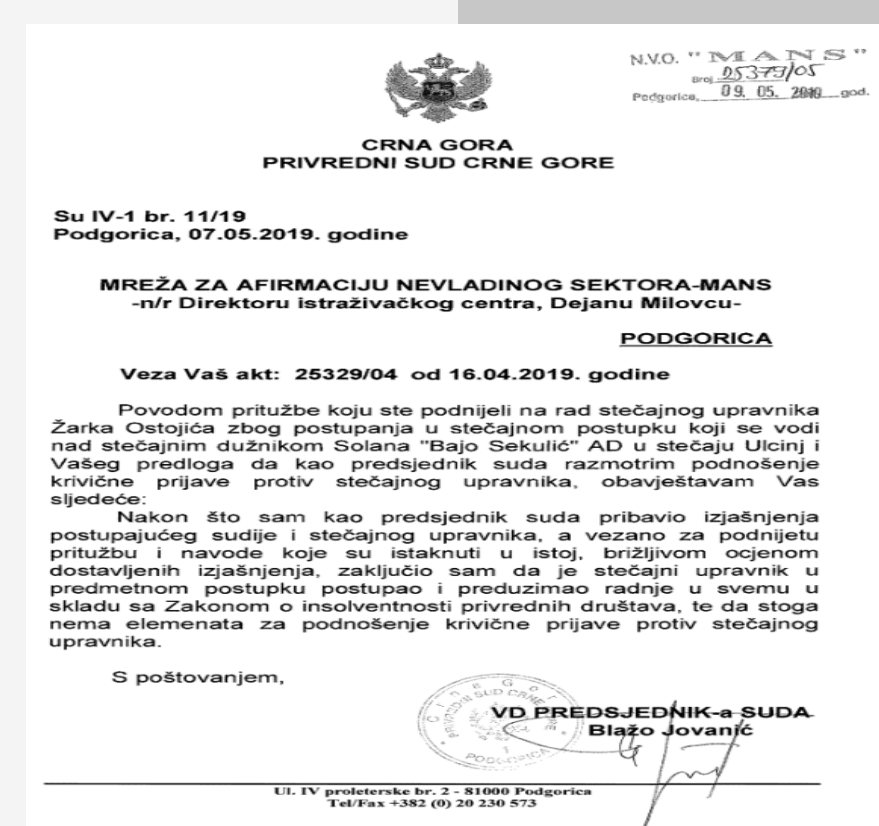 N.V.O. "MANS"
Broj 25379/05
Podgorica, 09. 05. 2019 god.
CRNA GORA
PRIVREDNI SUD CRNE GORE
Su IV-1 br. 11/19
Podgorica, 07.05.2019. godine
MREŽA ZA AFIRMACIJU NEVLADINOG SEKTORA-MANS
-n/r Direktoru istraživačkog centra, Dejanu Milovcu-
PODGORICA
Veza Vaš akt: 25329/04 od 16.04.2019. godine
Povodom pritužbe koju ste podnijeli na rad stečajnog upravnika
Žarka Ostojića zbog postupanja u stečajnom postupku koji se vodi
nad stečajnim dužnikom Solana "Bajo Sekulić" AD u stečaju Ulcinj i
Vašeg predloga da kao predsjednik suda razmotrim podnošenje
krivične prijave protiv stečajnog upravnika, obavještavam Vas
sljedeće:
Nakon što sam kao predsjednik suda pribavio izjašnjenja
postupajućeg sudije i stečajnog upravnika, a vezano za podnijetu
pritužbu i navode koje su istaknuti u istoj, brižljivom ocjenom
dostavljenih izjašnjenja, zaključio sam da je stečajni upravnik u
predmetnom postupku postupao i preduzimao radnje u svemu u
skladu sa Zakonom o insolventnosti privrednih društava, te da stoga
nema elemenata za podnošenje krivične prijave protiv stečajnog
upravnika.
S poštovanjem,
Crna Gora
PRIVREDNI SUD CRNE GORE
1
PODGORICA
VD PREDSJEDNIK-a SUDA
Blažo Jovanić
Ul. IV proleterske br. 2 - 81000 Podgorica
Tel/Fax +382 (0) 20 230 573